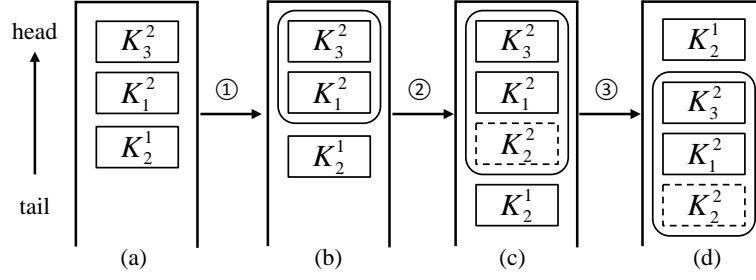 head
tail
K_3^2
K_1^2
K_2^1
(a)
①
K_3^2
K_1^2
K_2^1
(b)
②
K_3^2
K_1^2
K_2^2
K_2^1
(c)
③
K_2^1
K_3^2
K_1^2
K_2^2
(d)